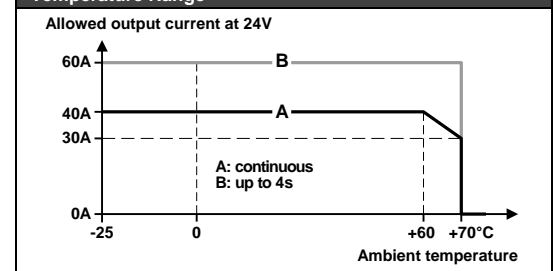 Temperature Range
Allowed output current at 24V
60A
B
40A
A
30A
A: continuous
B: up to 4s
0A
-25
0
+60
+70°C
Ambient temperature